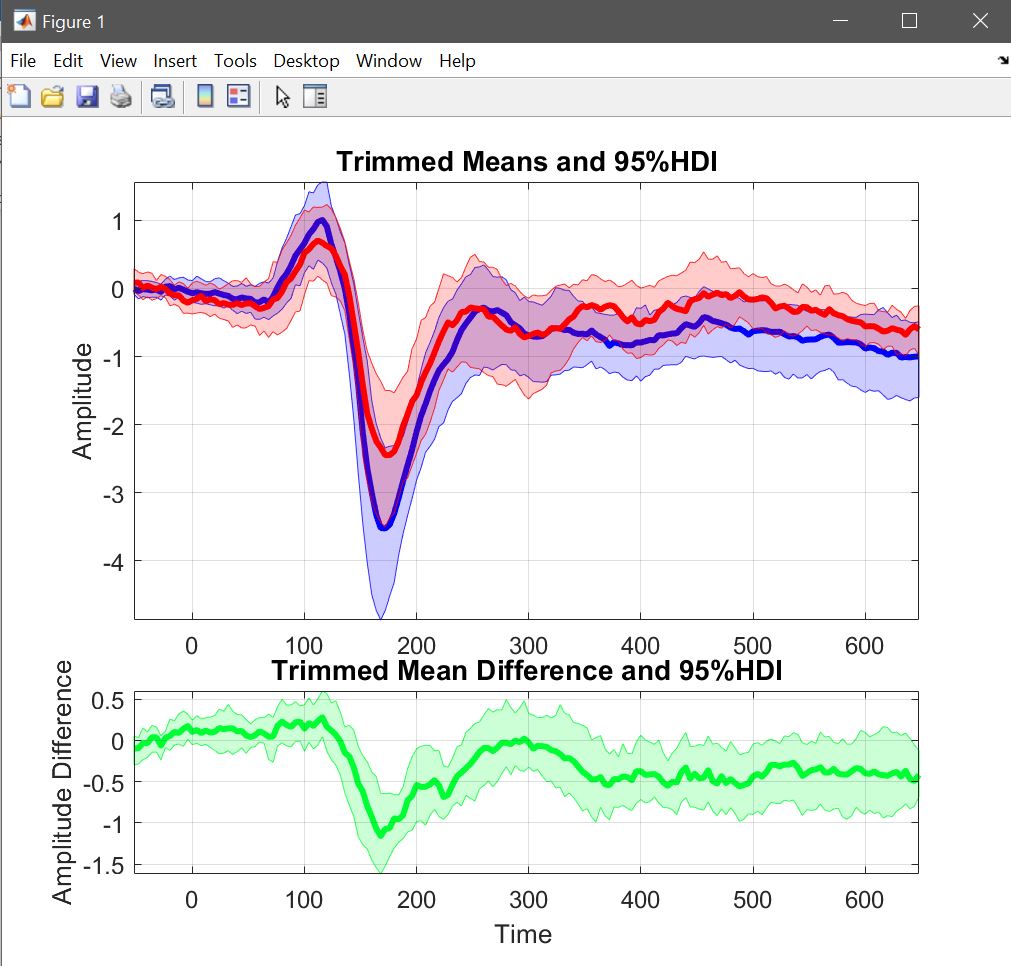 Figure 1
File Edit View Insert Tools Desktop Window Help
Trimmed Means and 95%HDI
Amplitude
1
0
-1
-2
-3
-4
0 100 200 300 400 500 600
Trimmed Mean Difference and 95%HDI
Amplitude Difference
0.5
0
-0.5
-1
-1.5
0 100 200 300 400 500 600
Time